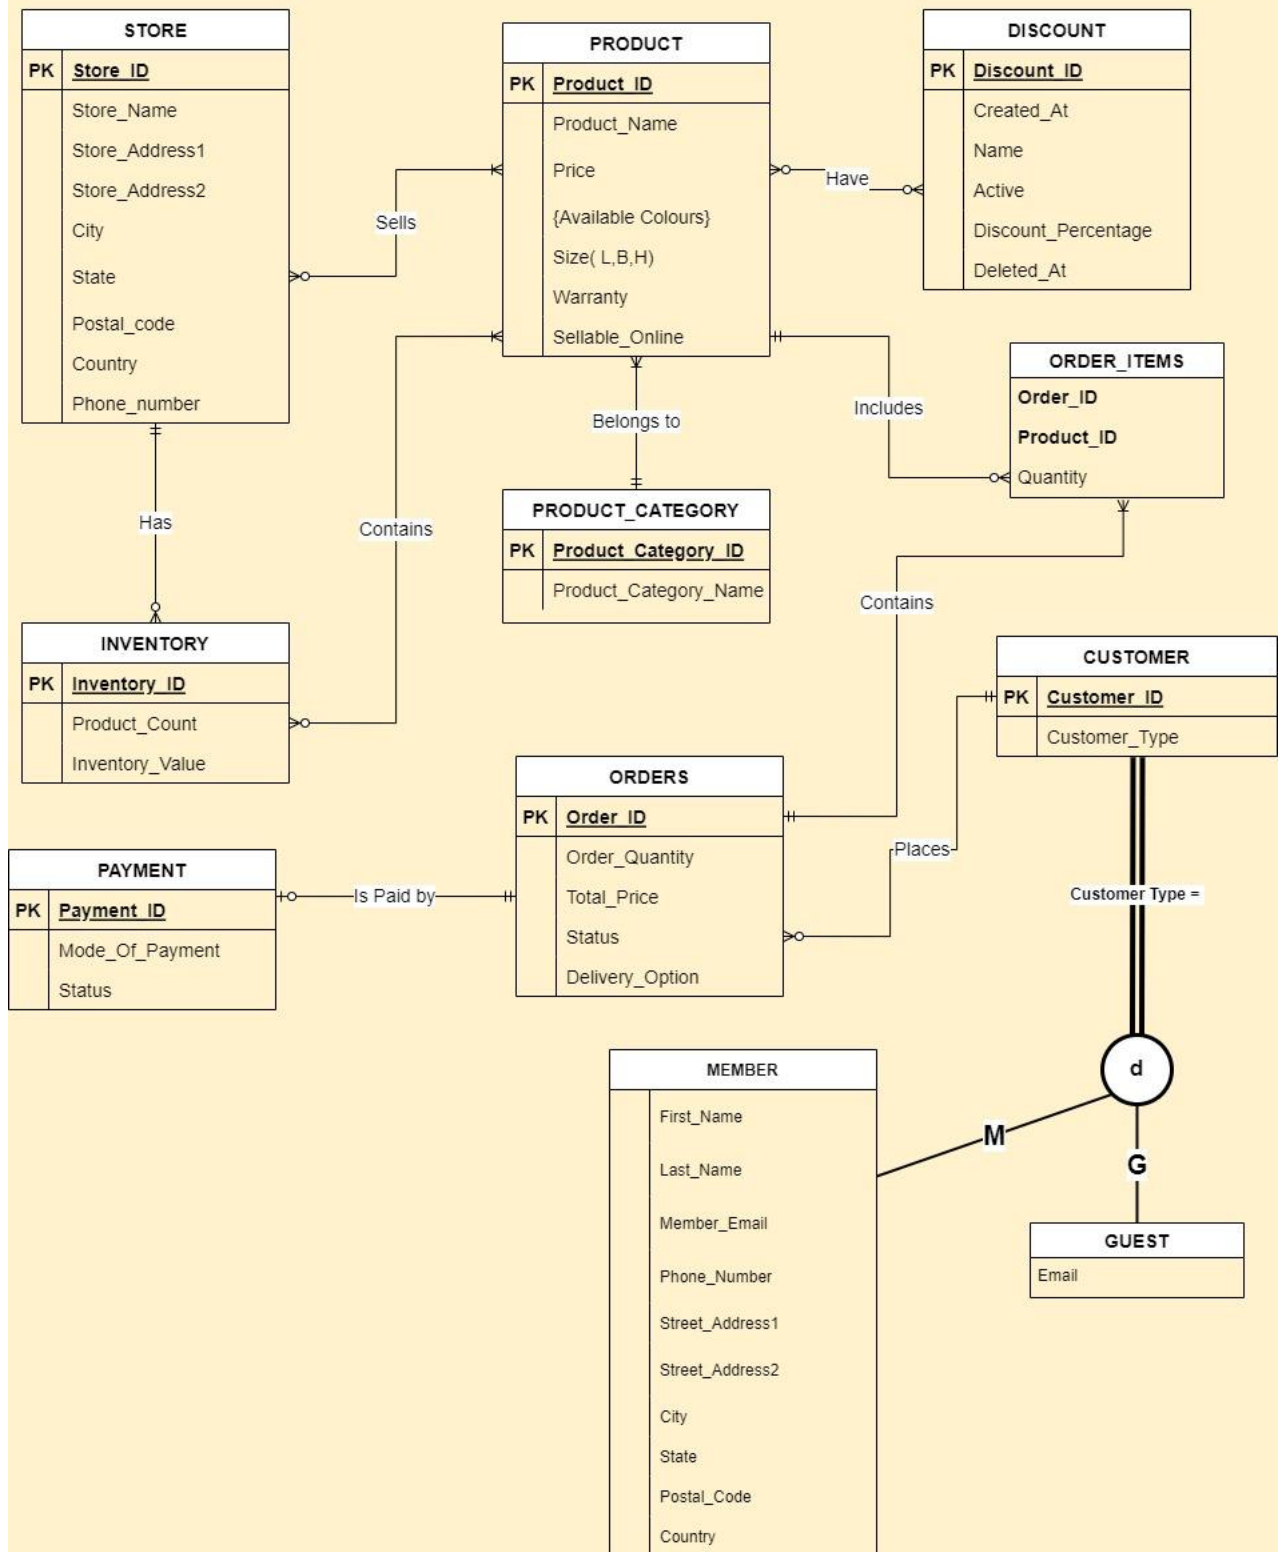 STORE
PK Store_ID
Store_Name
Store_Address1
Store_Address2
City
State
Postal_code
Country
Phone_number
PRODUCT
PK Product_ID
Product_Name
Price
{Available Colours}
Size( L,B,H)
Warranty
Sellable_Online
DISCOUNT
PK Discount_ID
Created_At
Name
Active
Discount_Percentage
Deleted_At
Have
Sells
ORDER_ITEMS
Order_ID
Product_ID
Quantity
Includes
Belongs to
Has
Contains
PRODUCT_CATEGORY
PK Product_Category_ID
Product_Category_Name
Contains
INVENTORY
PK Inventory_ID
Product_Count
Inventory_Value
CUSTOMER
PK Customer_ID
Customer_Type
ORDERS
PK Order_ID
Order_Quantity
Total_Price
Status
Delivery_Option
Places
PAYMENT
PK Payment_ID
Mode_Of_Payment
Status
Is Paid by
Customer Type =
d
M
G
MEMBER
First_Name
Last_Name
Member_Email
Phone_Number
Street_Address1
Street_Address2
City
State
Postal_Code
Country
GUEST
Email